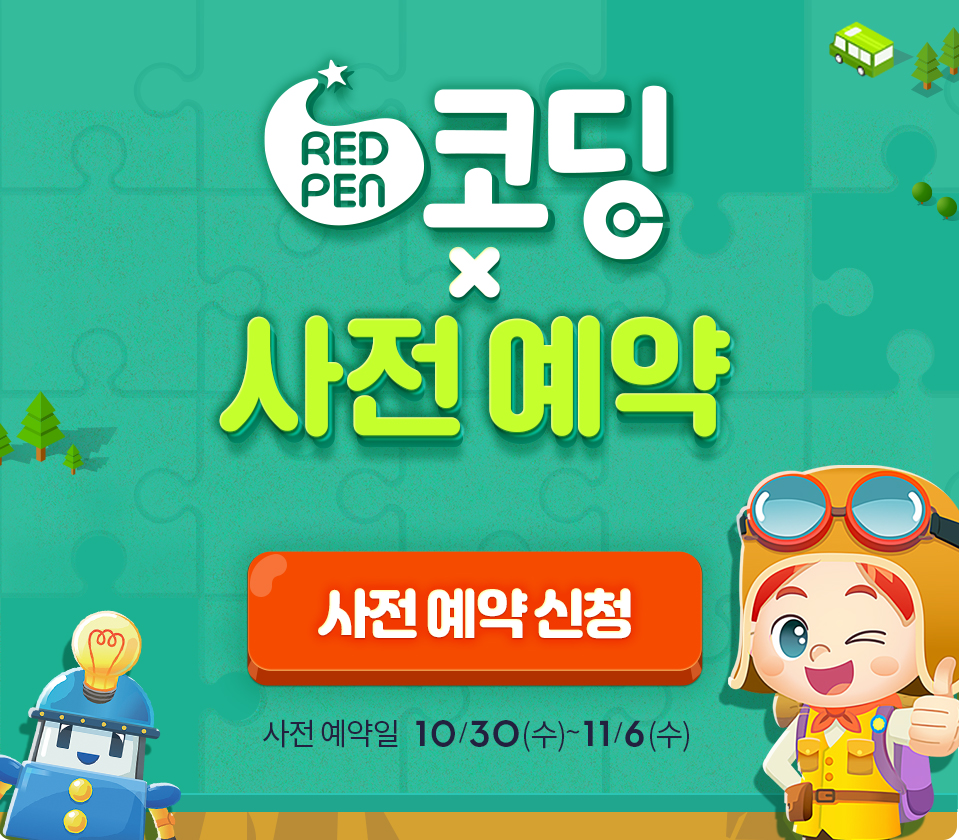 RED
PEN
코딩
×
사전 예약
사전 예약 신청
사전 예약일 10/30(수)~11/6(수)